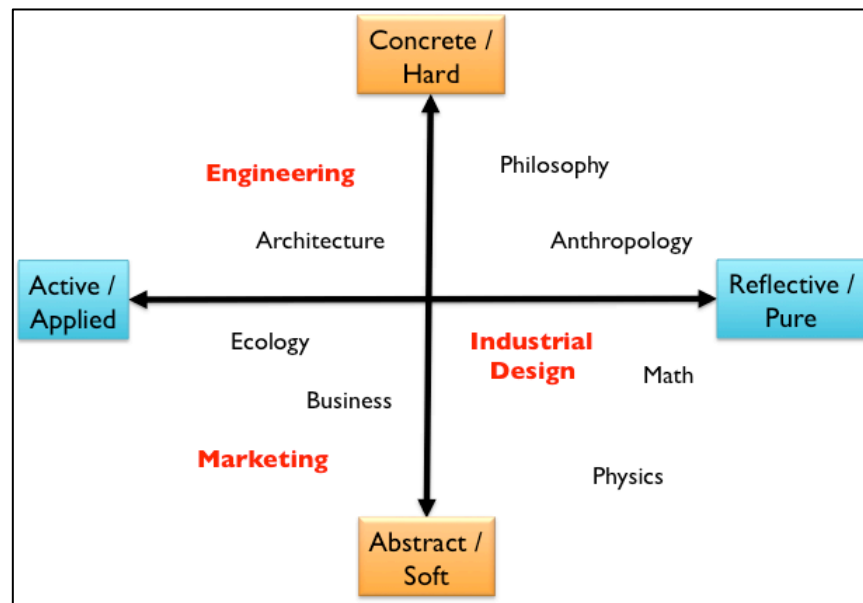 Concrete /
Hard
Philosophy
Engineering
Architecture
Anthropology
Active /
Applied
Reflective /
Pure
Ecology
Industrial
Design
Math
Business
Marketing
Physics
Abstract /
Soft